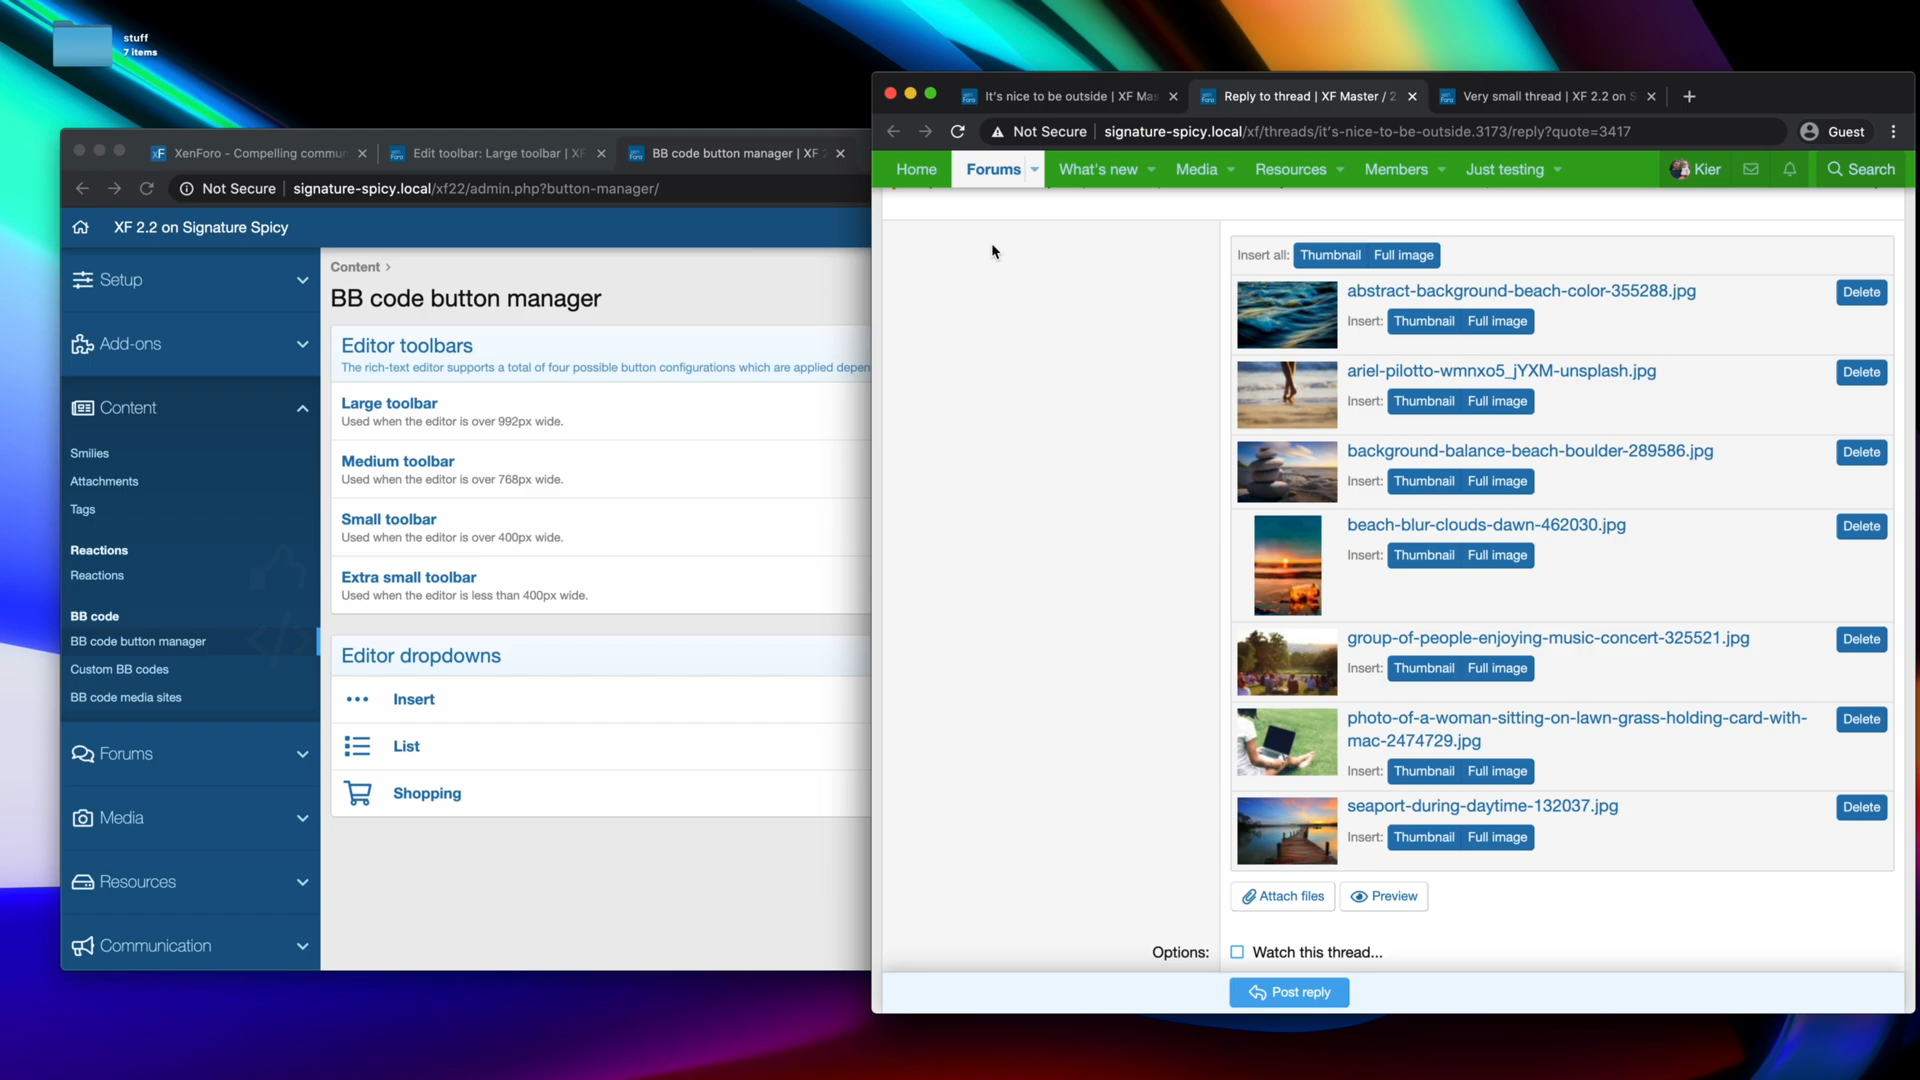 stuff
7 items
XenForo - Compelling commun
Edit toolbar: Large toolbar | XF
BB code button manager | XF 2
Not Secure
signature-spicy.local/xf22/admin.php?button-manager/
XF 2.2 on Signature Spicy
Setup
Add-ons
Content
Smilies
Attachments
Tags
Reactions
Reactions
BB code
BB code button manager
Custom BB codes
BB code media sites
Forums
Media
Resources
Communication
Content
BB code button manager
Editor toolbars
The rich-text editor supports a total of four possible button configurations which are applied depen
Large toolbar
Used when the editor is over 992px wide.
Medium toolbar
Used when the editor is over 768px wide.
Small toolbar
Used when the editor is over 400px wide.
Extra small toolbar
Used when the editor is less than 400px wide.
Editor dropdowns
Insert
List
Shopping
It's nice to be outside | XF Mas
Reply to thread | XF Master / 2
Very small thread | XF 2.2 on S
Not Secure
signature-spicy.local/xf/threads/it's-nice-to-be-outside.3173/reply?quote=3417
Guest
Home
Forums
What's new
Media
Resources
Members
Just testing
Kier
Search
Insert all: Thumbnail Full image
abstract-background-beach-color-355288.jpg
Delete
Insert: Thumbnail Full image
ariel-pilotto-wmnxo5_jYXM-unsplash.jpg
Delete
Insert: Thumbnail Full image
background-balance-beach-boulder-289586.jpg
Delete
Insert: Thumbnail Full image
beach-blur-clouds-dawn-462030.jpg
Delete
Insert: Thumbnail Full image
group-of-people-enjoying-music-concert-325521.jpg
Delete
Insert: Thumbnail Full image
photo-of-a-woman-sitting-on-lawn-grass-holding-card-with-
mac-2474729.jpg
Delete
Insert: Thumbnail Full image
seaport-during-daytime-132037.jpg
Delete
Insert: Thumbnail Full image
Attach files
Preview
Options:
Watch this thread...
Post reply